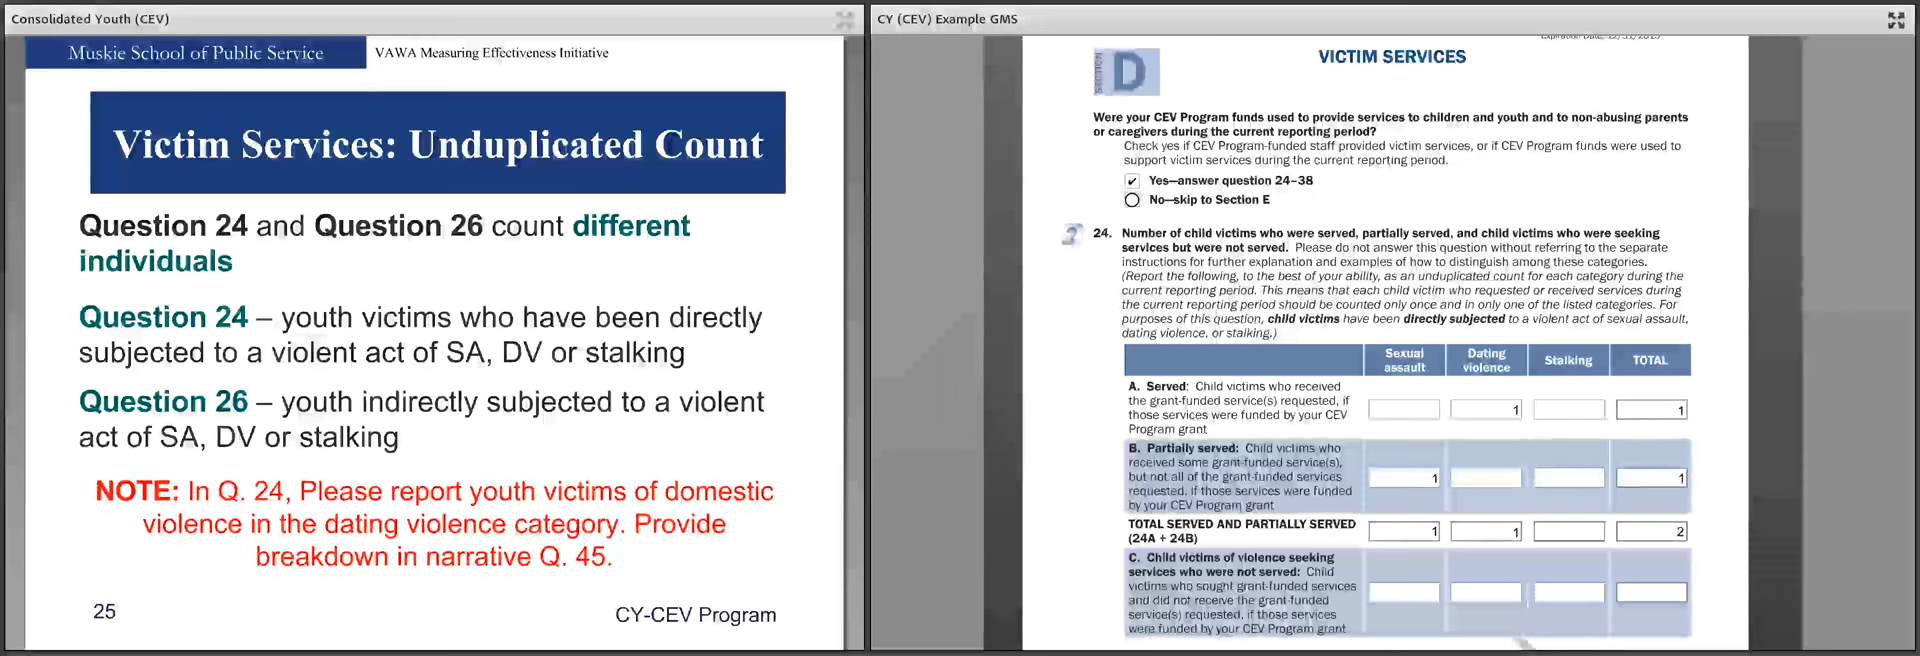 Consolidated Youth (CEV)
Muskie School of Public Service
VAWA Measuring Effectiveness Initiative
Victim Services: Unduplicated Count
Question 24 and Question 26 count different
individuals
Question 24 – youth victims who have been directly
subjected to a violent act of SA, DV or stalking
Question 26 – youth indirectly subjected to a violent
act of SA, DV or stalking
NOTE: In Q. 24, Please report youth victims of domestic
violence in the dating violence category. Provide
breakdown in narrative Q. 45.
25
CY-CEV Program
CY (CEV) Example GMS
SECTION
D
VICTIM SERVICES
Were your CEV Program funds used to provide services to children and youth and to non-abusing parents
or caregivers during the current reporting period?
Check yes if CEV Program-funded staff provided victim services, or if CEV Program funds were used to
support victim services during the current reporting period.
Yes—answer question 24–38
No—skip to Section E
?
24. Number of child victims who were served, partially served, and child victims who were seeking
services but were not served. Please do not answer this question without referring to the separate
instructions for further explanation and examples of how to distinguish among these categories.
(Report the following, to the best of your ability, as an unduplicated count for each category during the
current reporting period. This means that each child victim who requested or received services during
the current reporting period should be counted only once and in only one of the listed categories. For
purposes of this question, child victims have been directly subjected to a violent act of sexual assault,
dating violence, or stalking.)
Sexual
assault
Dating
violence
Stalking
TOTAL
A. Served: Child victims who received
the grant-funded service(s) requested, if
those services were funded by your CEV
Program grant
1
1
B. Partially served: Child victims who
received some grant-funded service(s),
but not all of the grant-funded services
requested, if those services were funded
by your CEV Program grant
1
1
TOTAL SERVED AND PARTIALLY SERVED
(24A + 24B)
1
1
2
C. Child victims of violence seeking
services who were not served: Child
victims who sought grant-funded services
and did not receive the grant-funded
service(s) requested, if those services
were funded by your CEV Program grant